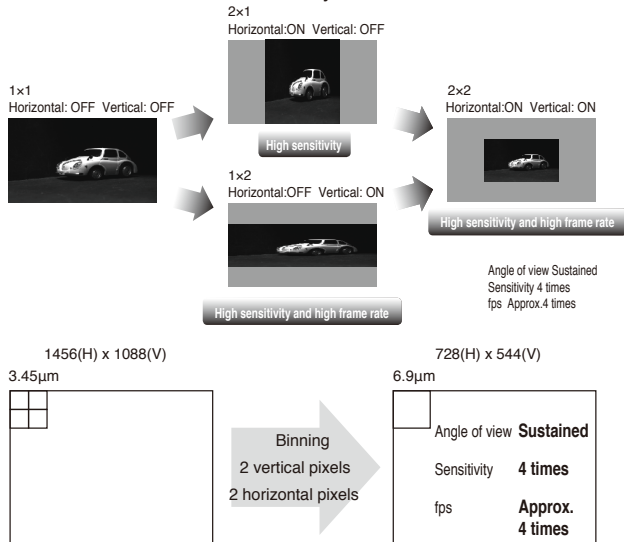 2×1
Horizontal:ON Vertical: OFF
1×1
Horizontal: OFF Vertical: OFF
High sensitivity
2×2
Horizontal:ON Vertical: ON
1×2
Horizontal:OFF Vertical: ON
High sensitivity and high frame rate
High sensitivity and high frame rate
Angle of view Sustained
Sensitivity 4 times
fps Approx.4 times
1456(H) x 1088(V)
3.45μm
Binning
2 vertical pixels
2 horizontal pixels
728(H) x 544(V)
6.9μm
Angle of view Sustained
Sensitivity 4 times
fps Approx.
4 times